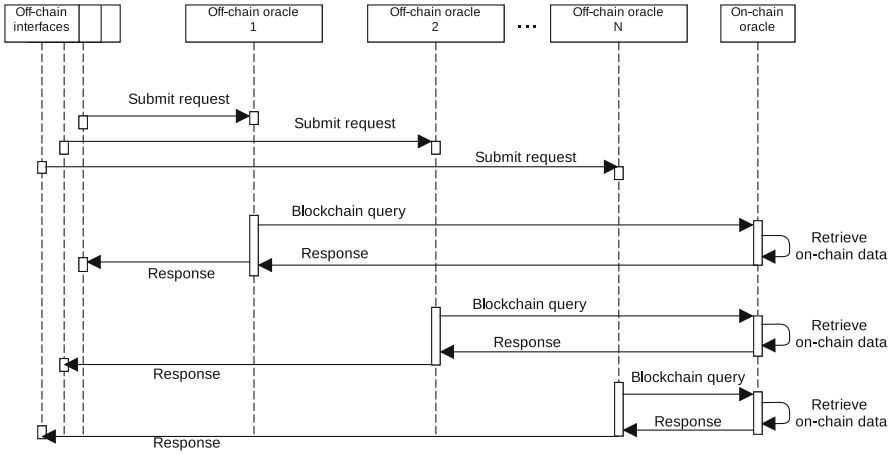 Off-chain
interfaces
Off-chain oracle
1
Off-chain oracle
2
...
Off-chain oracle
N
On-chain
oracle
Submit request
Submit request
Submit request
Blockchain query
Retrieve
on-chain data
Response
Response
Blockchain query
Retrieve
on-chain data
Response
Response
Blockchain query
Retrieve
on-chain data
Response
Response